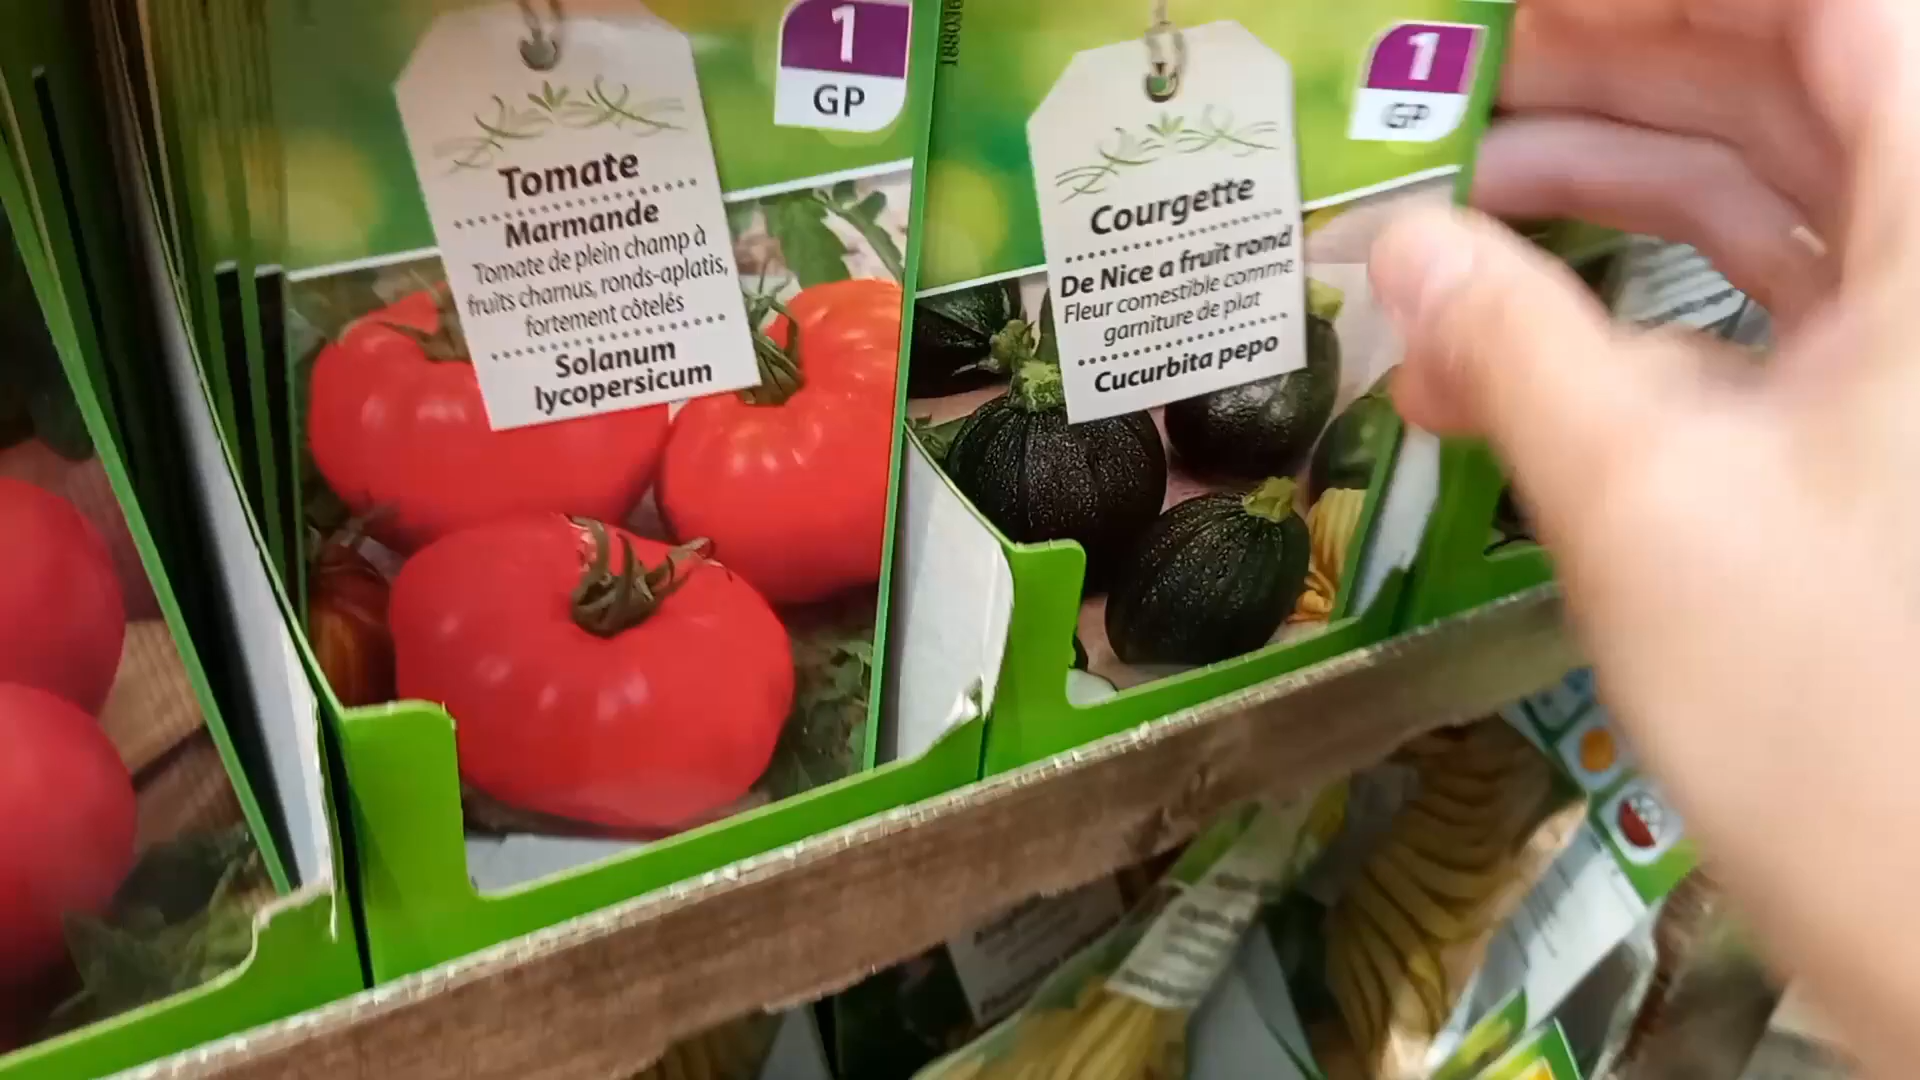 1
GP
Tomate
Marmande
Tomate de plein champ à
fruits charnus, ronds-aplatis,
fortement côtelés
Solanum
lycopersicum
1
GP
Courgette
De Nice a fruit rond
Fleur comestible comme
garniture de plat
Cucurbita pepo